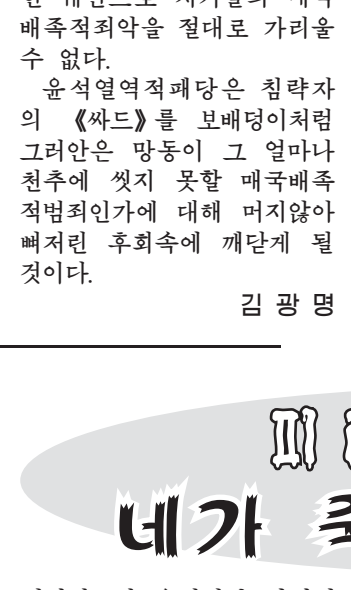 배족적죄악을 절대로 가리울
수 없다.
윤석열역적패당은 침략자
의 《싸드》를 보배덩이처럼
그러안은 망동이 그 얼마나
천추에 씻지 못할 매국배족
적범죄인가에 대해 머지않아
뼈저린 후회속에 깨닫게 될
것이다.
김 광 명
피
네가